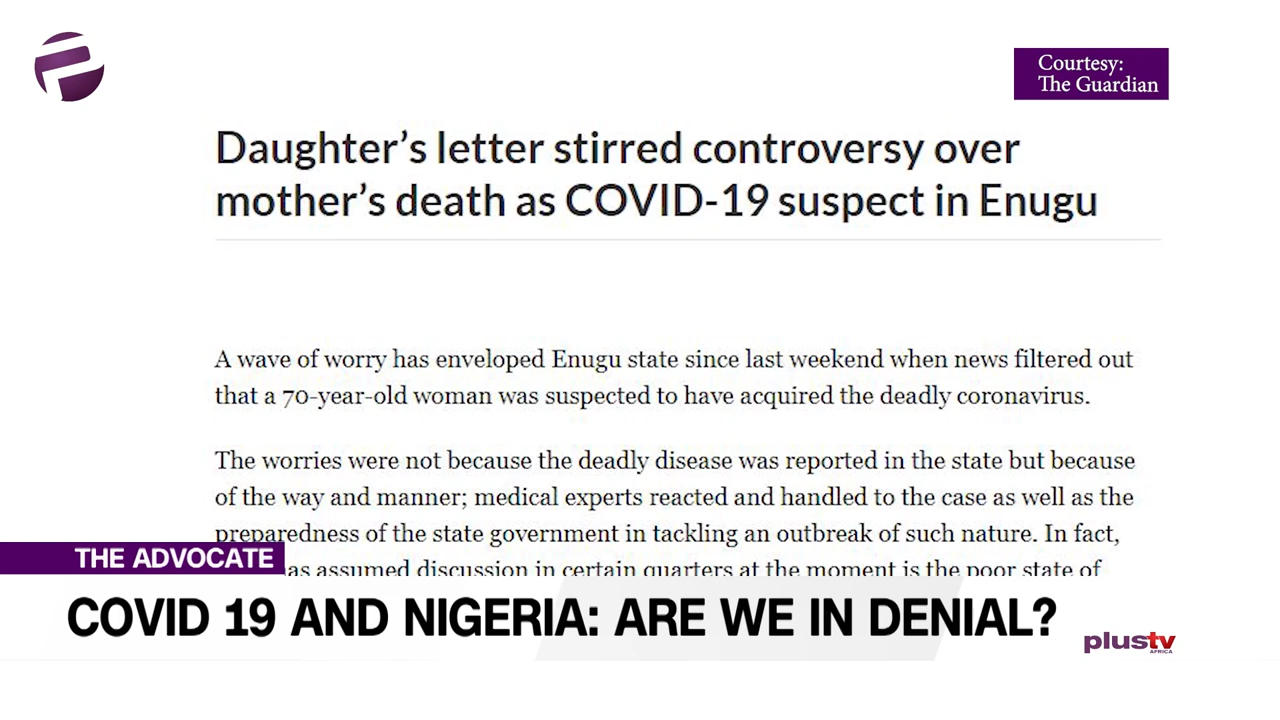 Courtesy:
The Guardian
Daughter’s letter stirred controversy over
mother’s death as COVID-19 suspect in Enugu
A wave of worry has enveloped Enugu state since last weekend when news filtered out
that a 70-year-old woman was suspected to have acquired the deadly coronavirus.
The worries were not because the deadly disease was reported in the state but because
of the way and manner; medical experts reacted and handled to the case as well as the
preparedness of the state government in tackling an outbreak of such nature. In fact,
has assumed discussion in certain quarters at the moment is the poor state of
THE ADVOCATE
COVID 19 AND NIGERIA: ARE WE IN DENIAL?
plustv
AFRICA